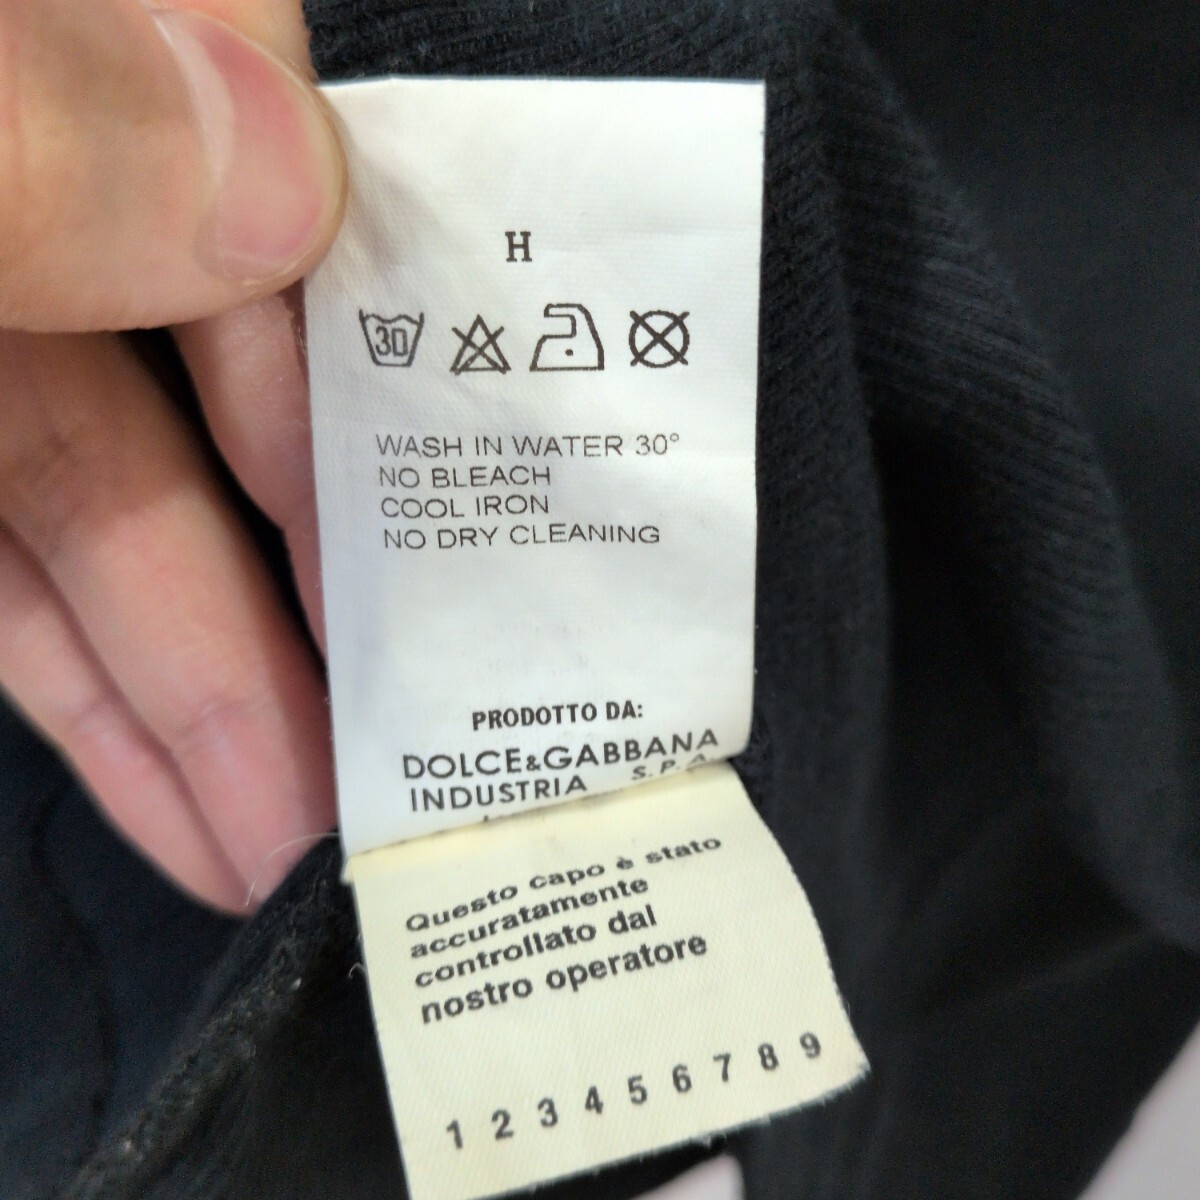 H
30
WASH IN WATER 30°
NO BLEACH
COOL IRON
NO DRY CLEANING
PRODOTTO DA:
DOLCE&GABBANA
INDUSTRIA S.P.A.
Questo capo è stato
accuratamente
controllato dal
nostro operatore
1 2 3 4 5 6 7 8 9